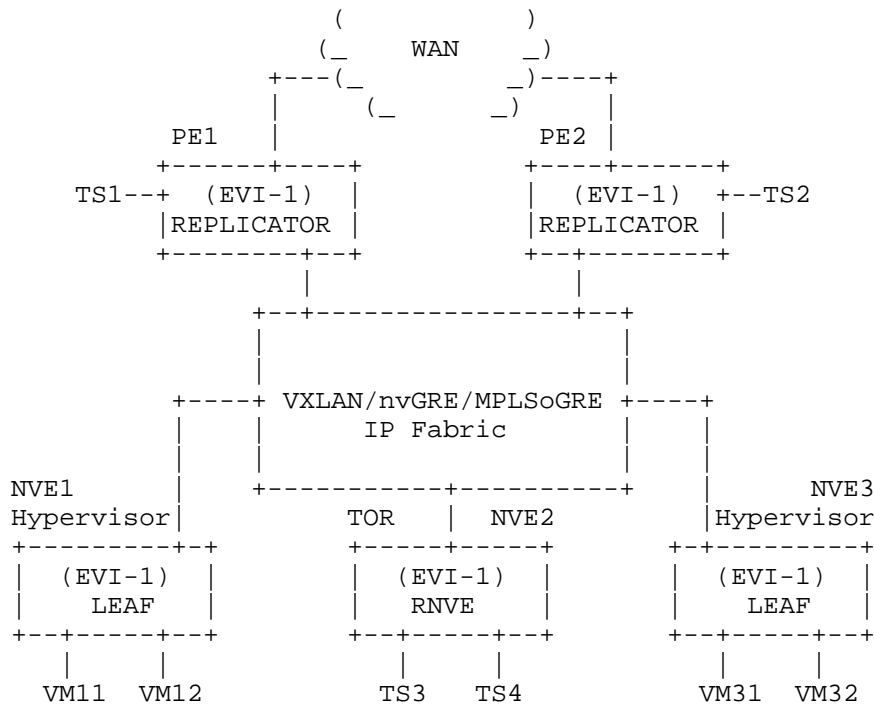 WAN
PE1 PE2
TS1 (EVI-1) (EVI-1) TS2
REPLICATOR REPLICATOR
VXLAN/nvGRE/MPLSoGRE
IP Fabric
NVE1 NVE3
Hypervisor TOR NVE2 Hypervisor
(EVI-1) (EVI-1) (EVI-1)
LEAF RNVE LEAF
VM11 VM12 TS3 TS4 VM31 VM32